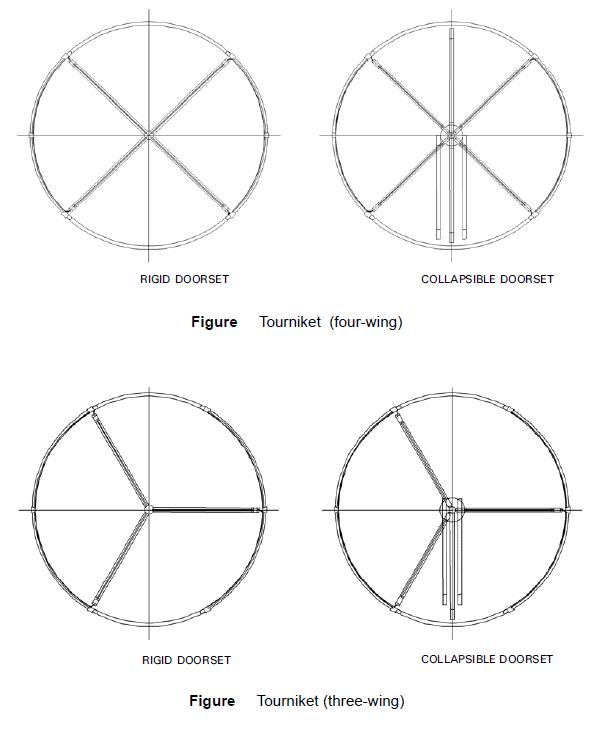 RIGID DOORSET
COLLAPSIBLE DOORSET
Figure Tourniket (four-wing)
RIGID DOORSET
COLLAPSIBLE DOORSET
Figure Tourniket (three-wing)